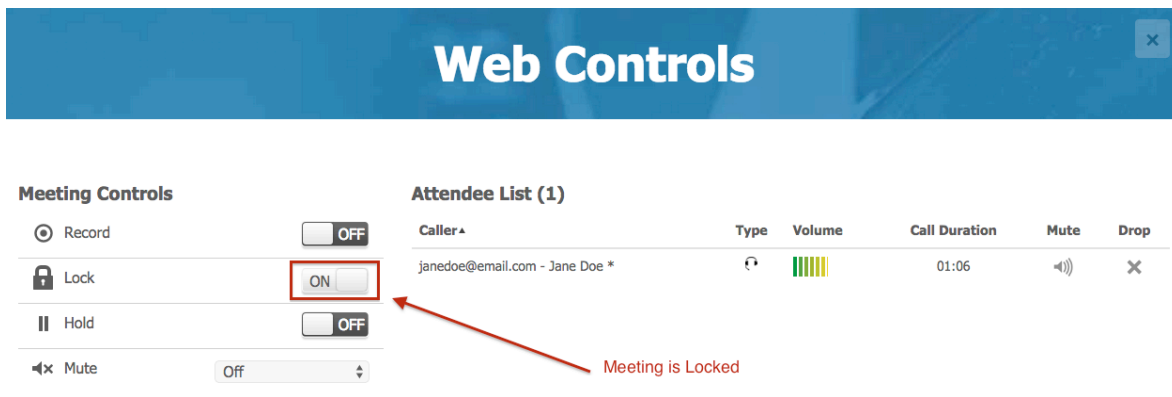 Web Controls
×
Meeting Controls
Record OFF
Lock ON
Hold OFF
Mute Off
Attendee List (1)
Caller▲ Type Volume Call Duration Mute Drop
janedoe@email.com - Jane Doe * 01:06
Meeting is Locked